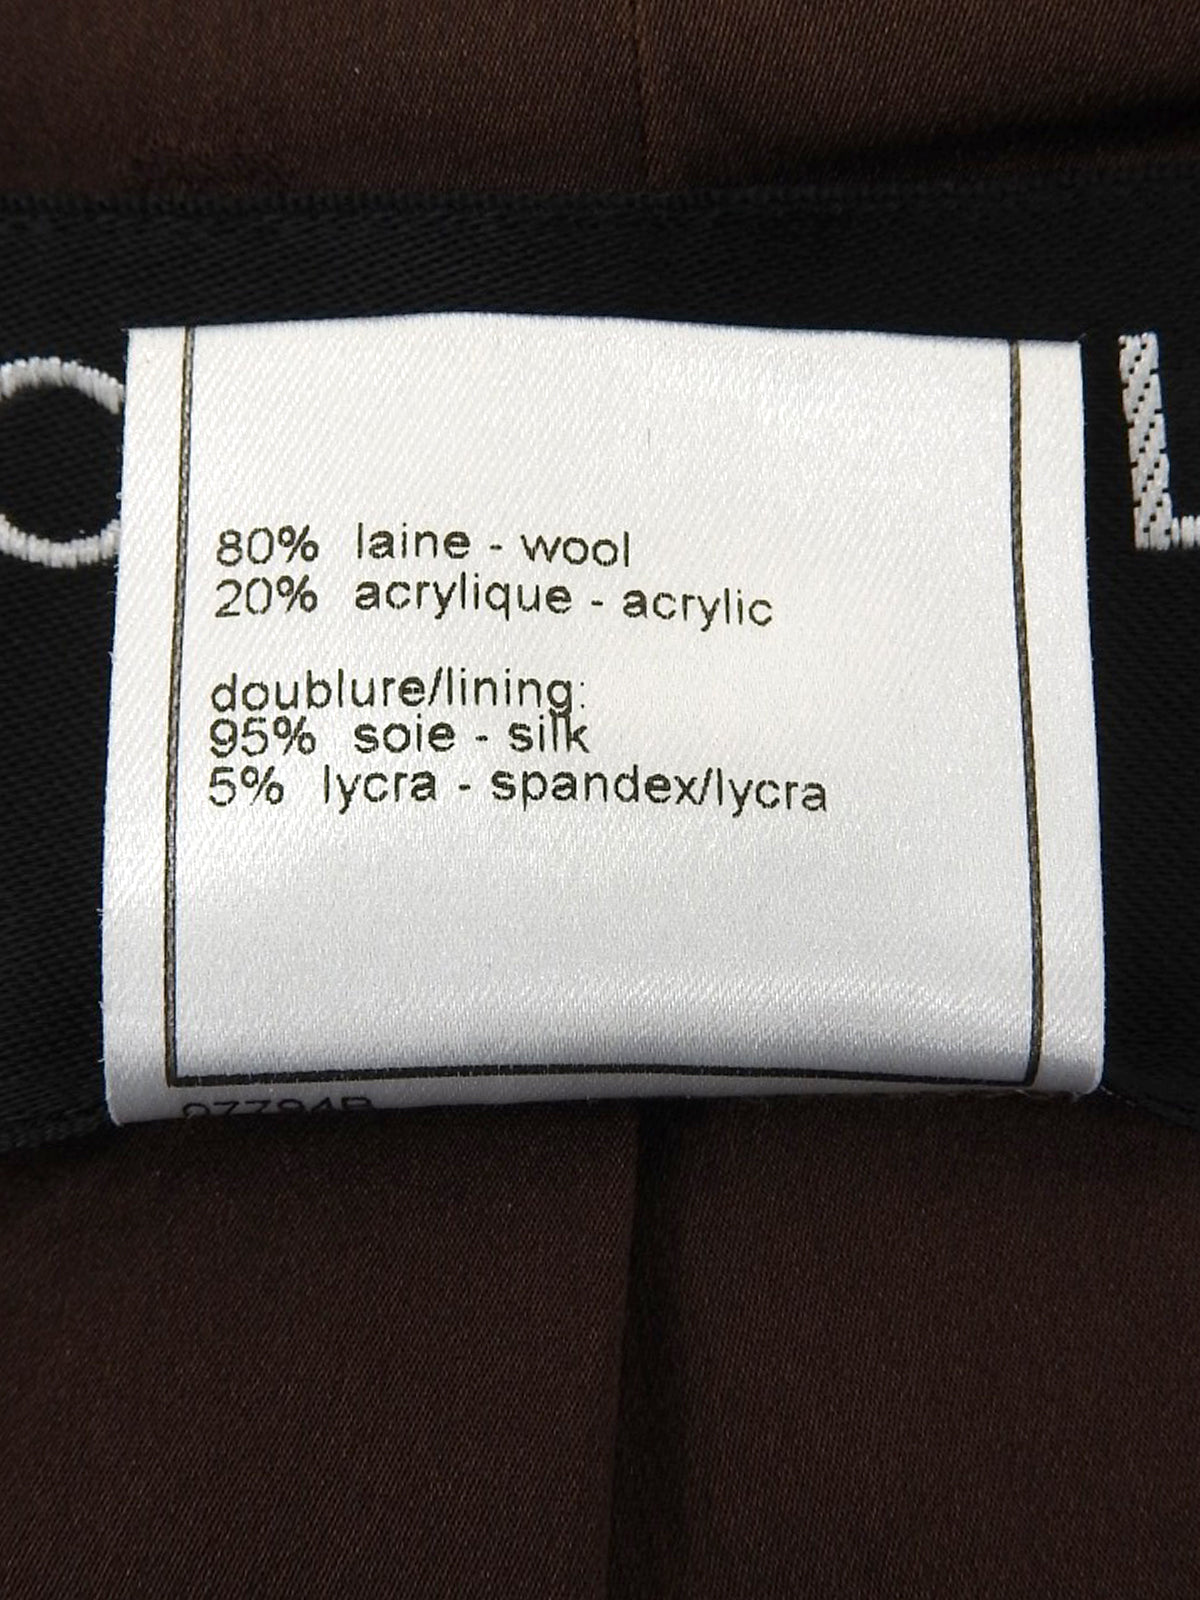 C L
80% laine - wool
20% acrylique - acrylic
doublure/lining:
95% soie - silk
5% lycra - spandex/lycra